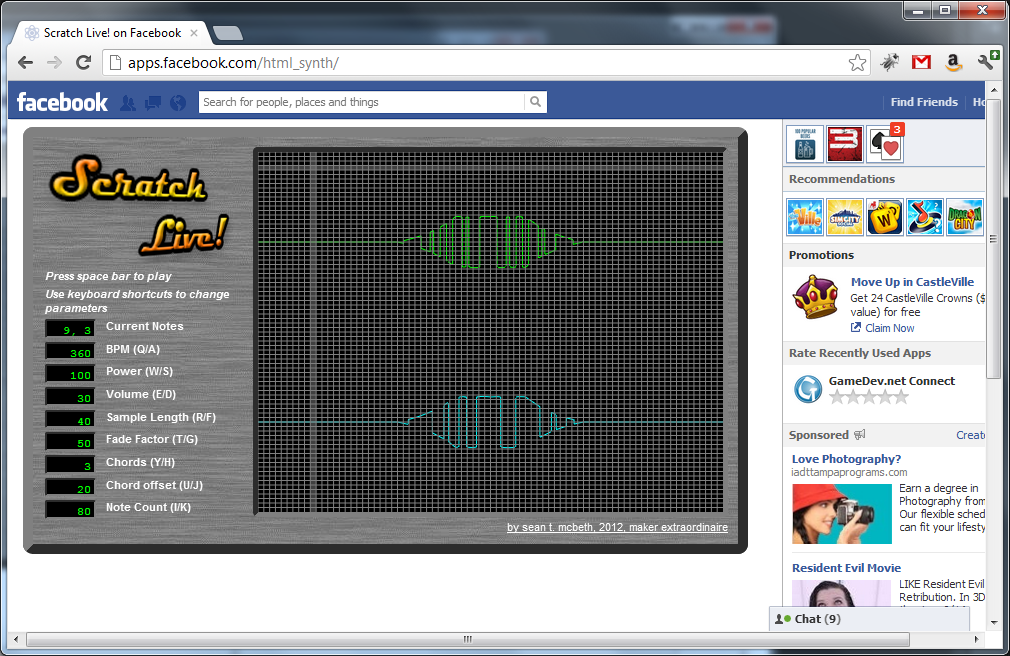 Scratch Live! on Facebook
apps.facebook.com/html_synth/
facebook
Search for people, places and things
Find Friends
Scratch
Live!
Press space bar to play
Use keyboard shortcuts to change
parameters
9, 3 Current Notes
360 BPM (Q/A)
100 Power (W/S)
30 Volume (E/D)
40 Sample Length (R/F)
50 Fade Factor (T/G)
3 Chords (Y/H)
20 Chord offset (U/J)
80 Note Count (I/K)
by sean t. mcbeth, 2012, maker extraordinaire
3
3
Recommendations
Ville
SIMCITY
W
DRAGON
CITY
Promotions
Move Up in CastleVille
Get 24 CastleVille Crowns ($
value) for free
Claim Now
Rate Recently Used Apps
GameDev.net Connect
Sponsored
Create
Love Photography?
iadttampaprograms.com
Earn a degree in
Photography from
Our flexible sched
can fit your lifesty
Resident Evil Movie
LIKE Resident Evil
Retribution. In 3D
Chat (9)